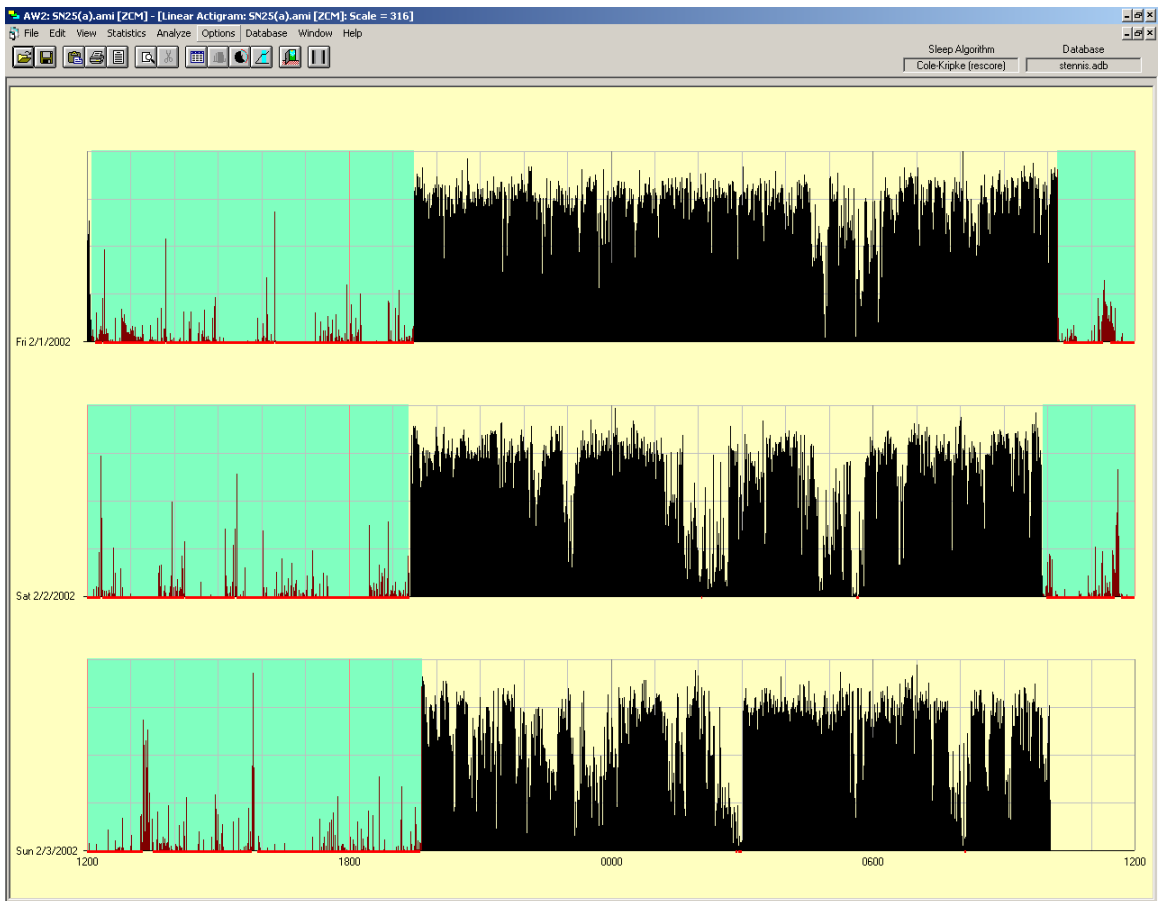 AW2: SN25(a).ami [ZCM] - [Linear Actigram: SN25(a).ami [ZCM]: Scale = 316]
File Edit View Statistics Analyze Options Database Window Help
Sleep Algorithm Database
Cole-Kripke (rescore) stennis.adb
Fri 2/1/2002
Sat 2/2/2002
Sun 2/3/2002
1200 1800 0000 0600 1200